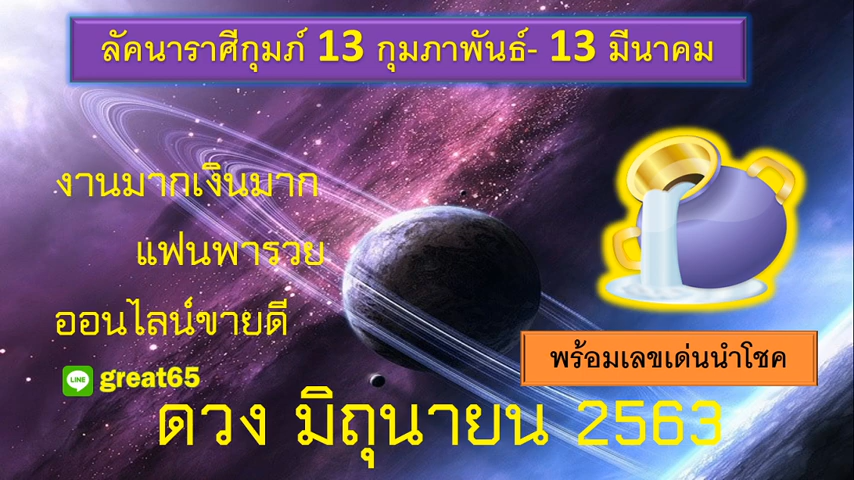 ลัคนาราศีกุมภ์ 13 กุมภาพันธ์- 13 มีนาคม
งานมากเงินมาก
แฟนพารวย
ออนไลน์ขายดี
พร้อมเลขเด่นนำโชค
LINE great65
ดวง มิถุนายน 2563